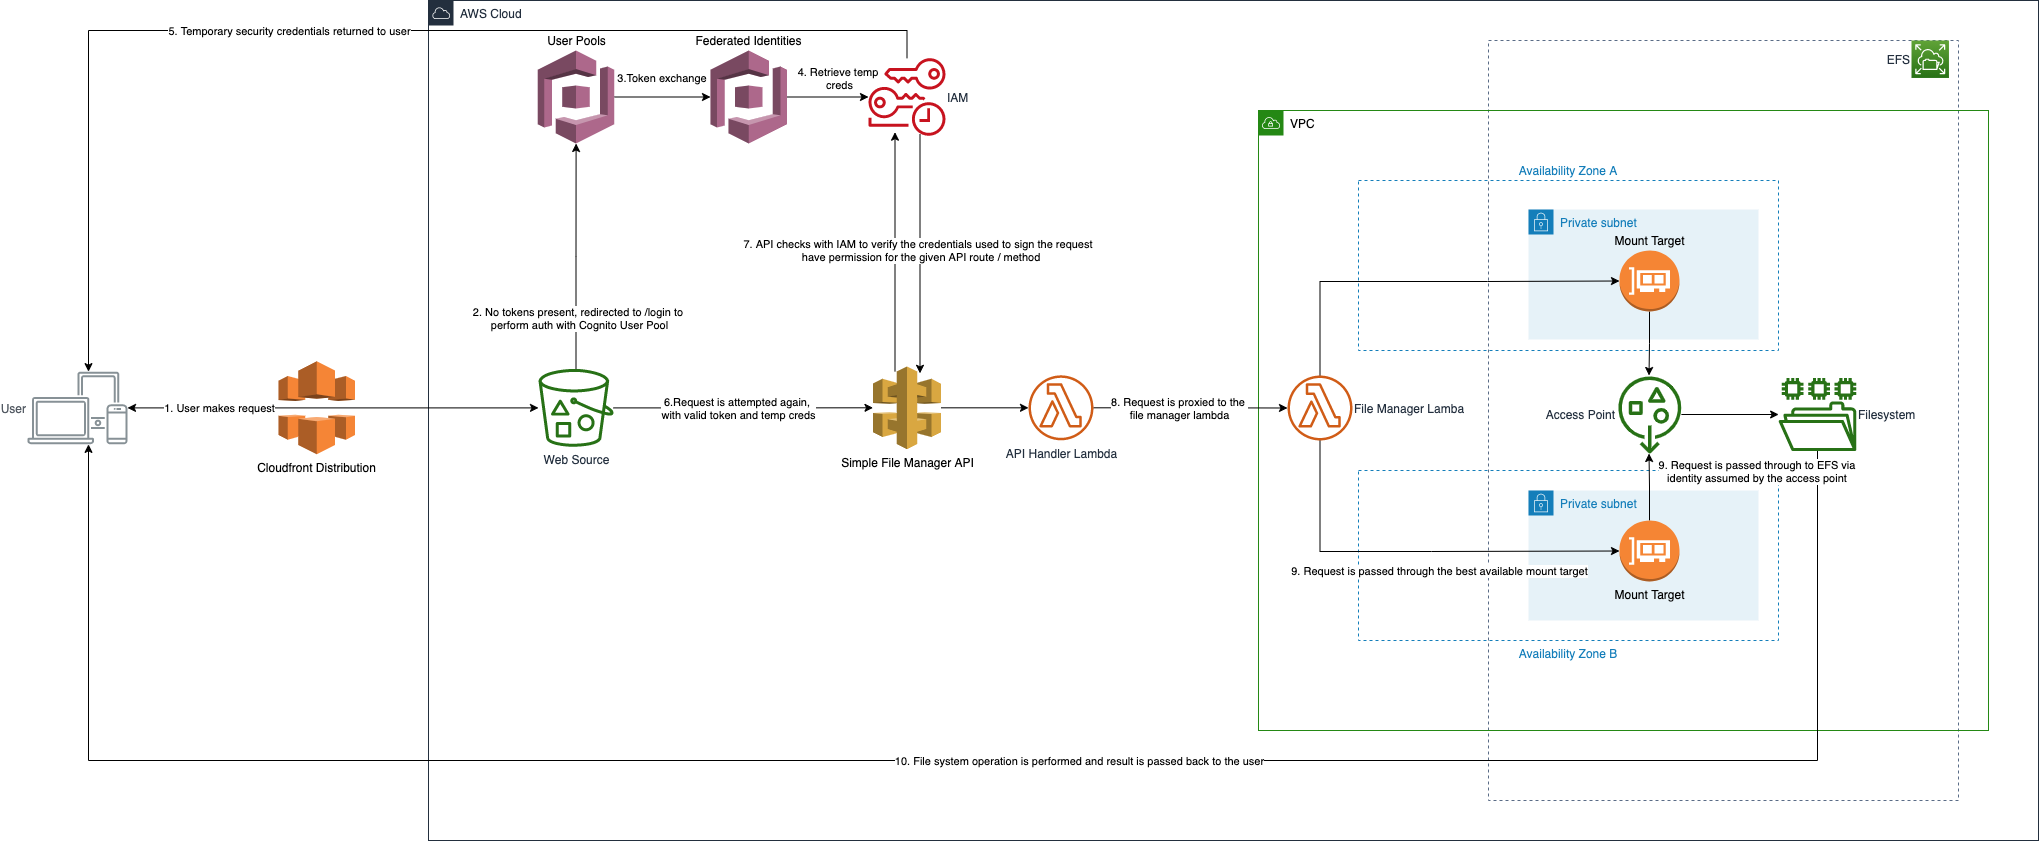 AWS Cloud
5. Temporary security credentials returned to user
User Pools
Federated Identities
3.Token exchange
4. Retrieve temp
creds
IAM
EFS
VPC
Availability Zone A
Private subnet
Mount Target
7. API checks with IAM to verify the credentials used to sign the request
have permission for the given API route / method
2. No tokens present, redirected to /login to
perform auth with Cognito User Pool
User
1. User makes request
Cloudfront Distribution
Web Source
6.Request is attempted again,
with valid token and temp creds
Simple File Manager API
API Handler Lambda
8. Request is proxied to the
file manager lambda
File Manager Lamba
Access Point
Filesystem
9. Request is passed through to EFS via
identity assumed by the access point
Private subnet
9. Request is passed through the best available mount target
Mount Target
Availability Zone B
10. File system operation is performed and result is passed back to the user